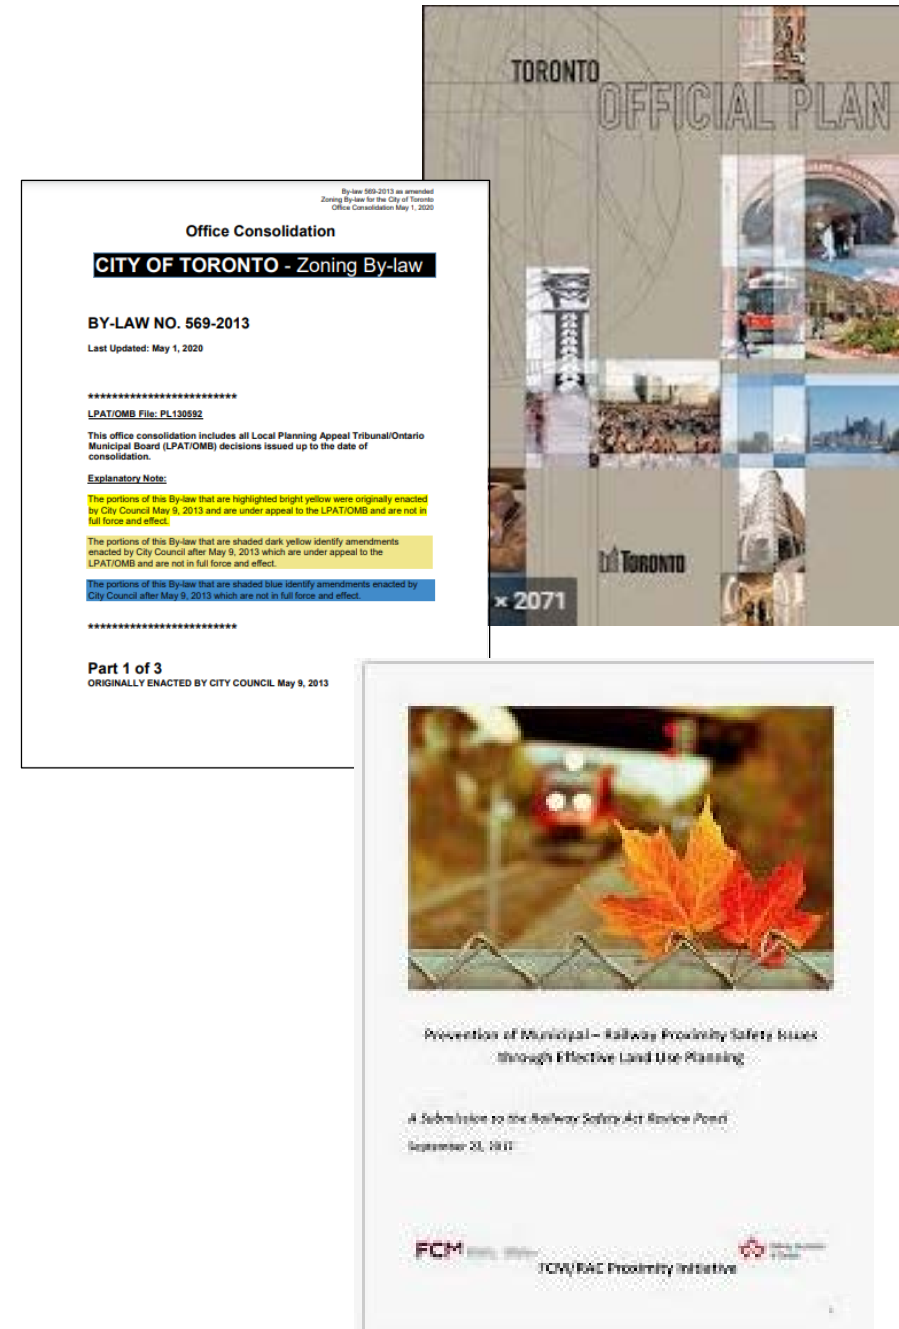 TORONTO
OFFICIAL PLAN
TORONTO
× 2071
By-law 569-2013 as amended
Zoning By-law for the City of Toronto
Office Consolidation May 1, 2020
Office Consolidation
CITY OF TORONTO - Zoning By-law
BY-LAW NO. 569-2013
Last Updated: May 1, 2020
*************************
LPAT/OMB File: PL130592
This office consolidation includes all Local Planning Appeal Tribunal/Ontario
Municipal Board (LPAT/OMB) decisions issued up to the date of
consolidation.
Explanatory Note:
The portions of this By-law that are highlighted bright yellow were originally enacted
by City Council May 9, 2013 and are under appeal to the LPAT/OMB and are not in
full force and effect.
The portions of this By-law that are shaded dark yellow identify amendments
enacted by City Council after May 9, 2013 which are under appeal to the
LPAT/OMB and are not in full force and effect.
The portions of this By-law that are shaded blue identify amendments enacted by
City Council after May 9, 2013 which are not in full force and effect.
*************************
Part 1 of 3
ORIGINALLY ENACTED BY CITY COUNCIL May 9, 2013
Prevention of Municipal – Railway Proximity Safety Issues
through Effective Land Use Planning
A Submission to the Railway Safety Act Review Panel
September
FCM
FCM/RAC Proximity Initiative